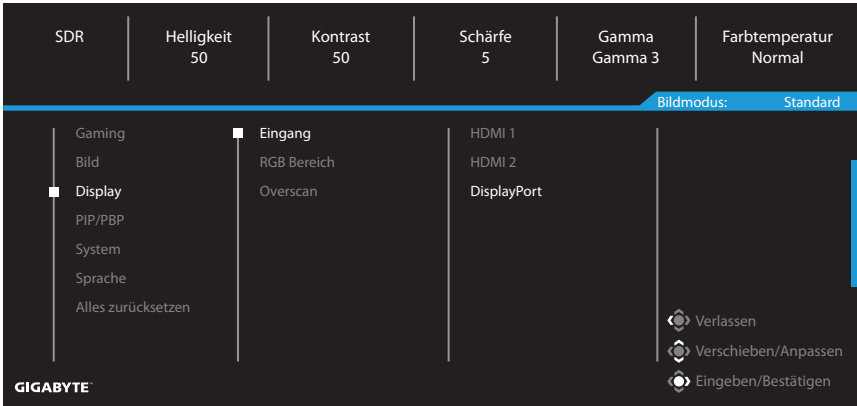 SDR
Helligkeit
50
Kontrast
50
Schärfe
5
Gamma
Gamma 3
Farbtemperatur
Normal
Bildmodus: Standard
Gaming
Bild
Display
PIP/PBP
System
Sprache
Alles zurücksetzen
Eingang
RGB Bereich
Overscan
HDMI 1
HDMI 2
DisplayPort
Verlassen
Verschieben/Anpassen
Eingeben/Bestätigen
GIGABYTE™